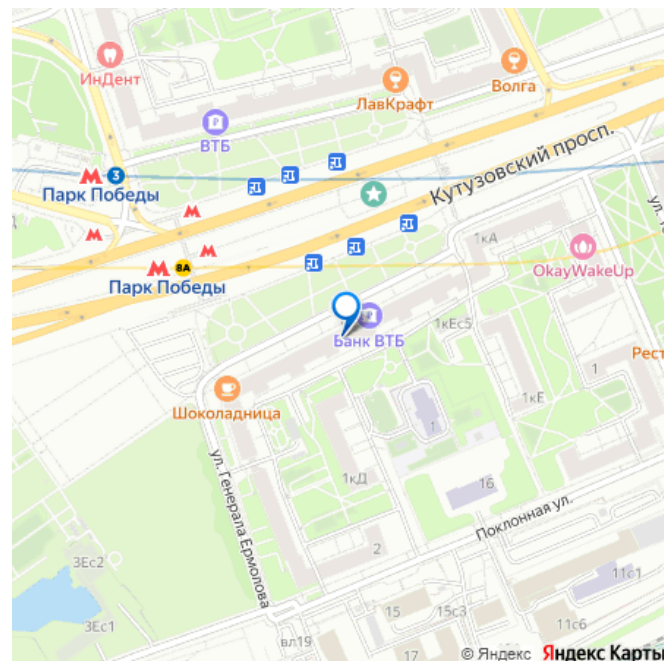 ИнДент
ВТБ
ЛавКрафт
Волга
3
Парк Победы
Кутузовский просп.
8А
Парк Победы
1кА
OkayWakeUp
Банк ВТБ
1кЕс5
Шоколадница
1
Рест
1кЕ
1
1кД
16
ул. Генерала Ермолова
Поклонная ул.
3Ес2
2
11с1
3Ес1
15
15с3
11с6
вл19
17
© Яндекс Яндекс Карты